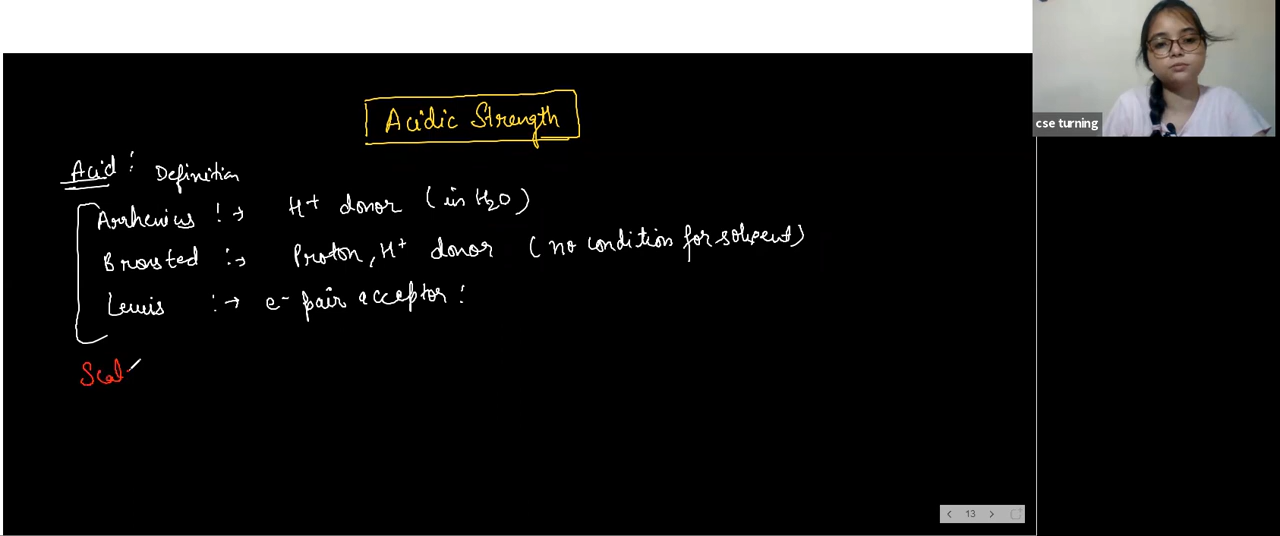 Acidic Strength
cse turning
Acid : Definition
Arrhenius :→ H+ donor (in H2O)
Bronsted :→ Proton, H+ donor (no condition for solvent)
Lewis :→ e- pair acceptor :
Scal
13